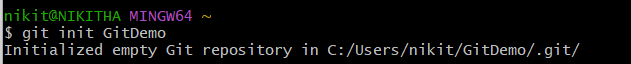 nikit@NIKITHA MINGW64 ~
$ git init GitDemo
Initialized empty Git repository in C:/Users/nikit/GitDemo/.git/